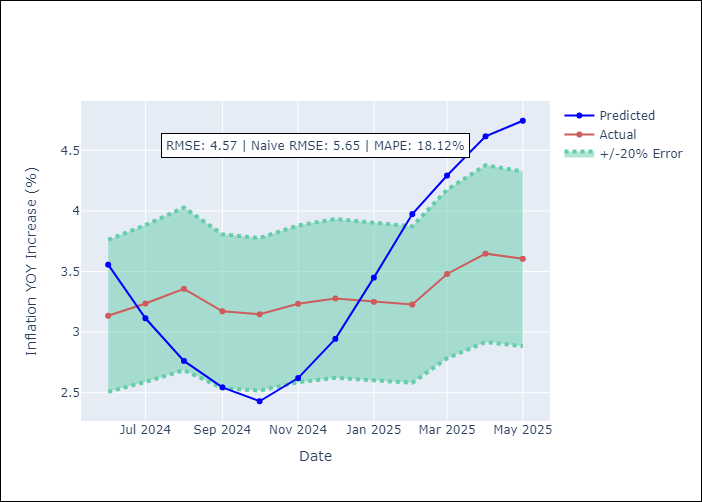 RMSE: 4.57 | Naive RMSE: 5.65 | MAPE: 18.12%
Predicted
Actual
+/-20% Error
Inflation YOY Increase (%)
4.5
4
3.5
3
2.5
Jul 2024
Sep 2024
Nov 2024
Jan 2025
Mar 2025
May 2025
Date